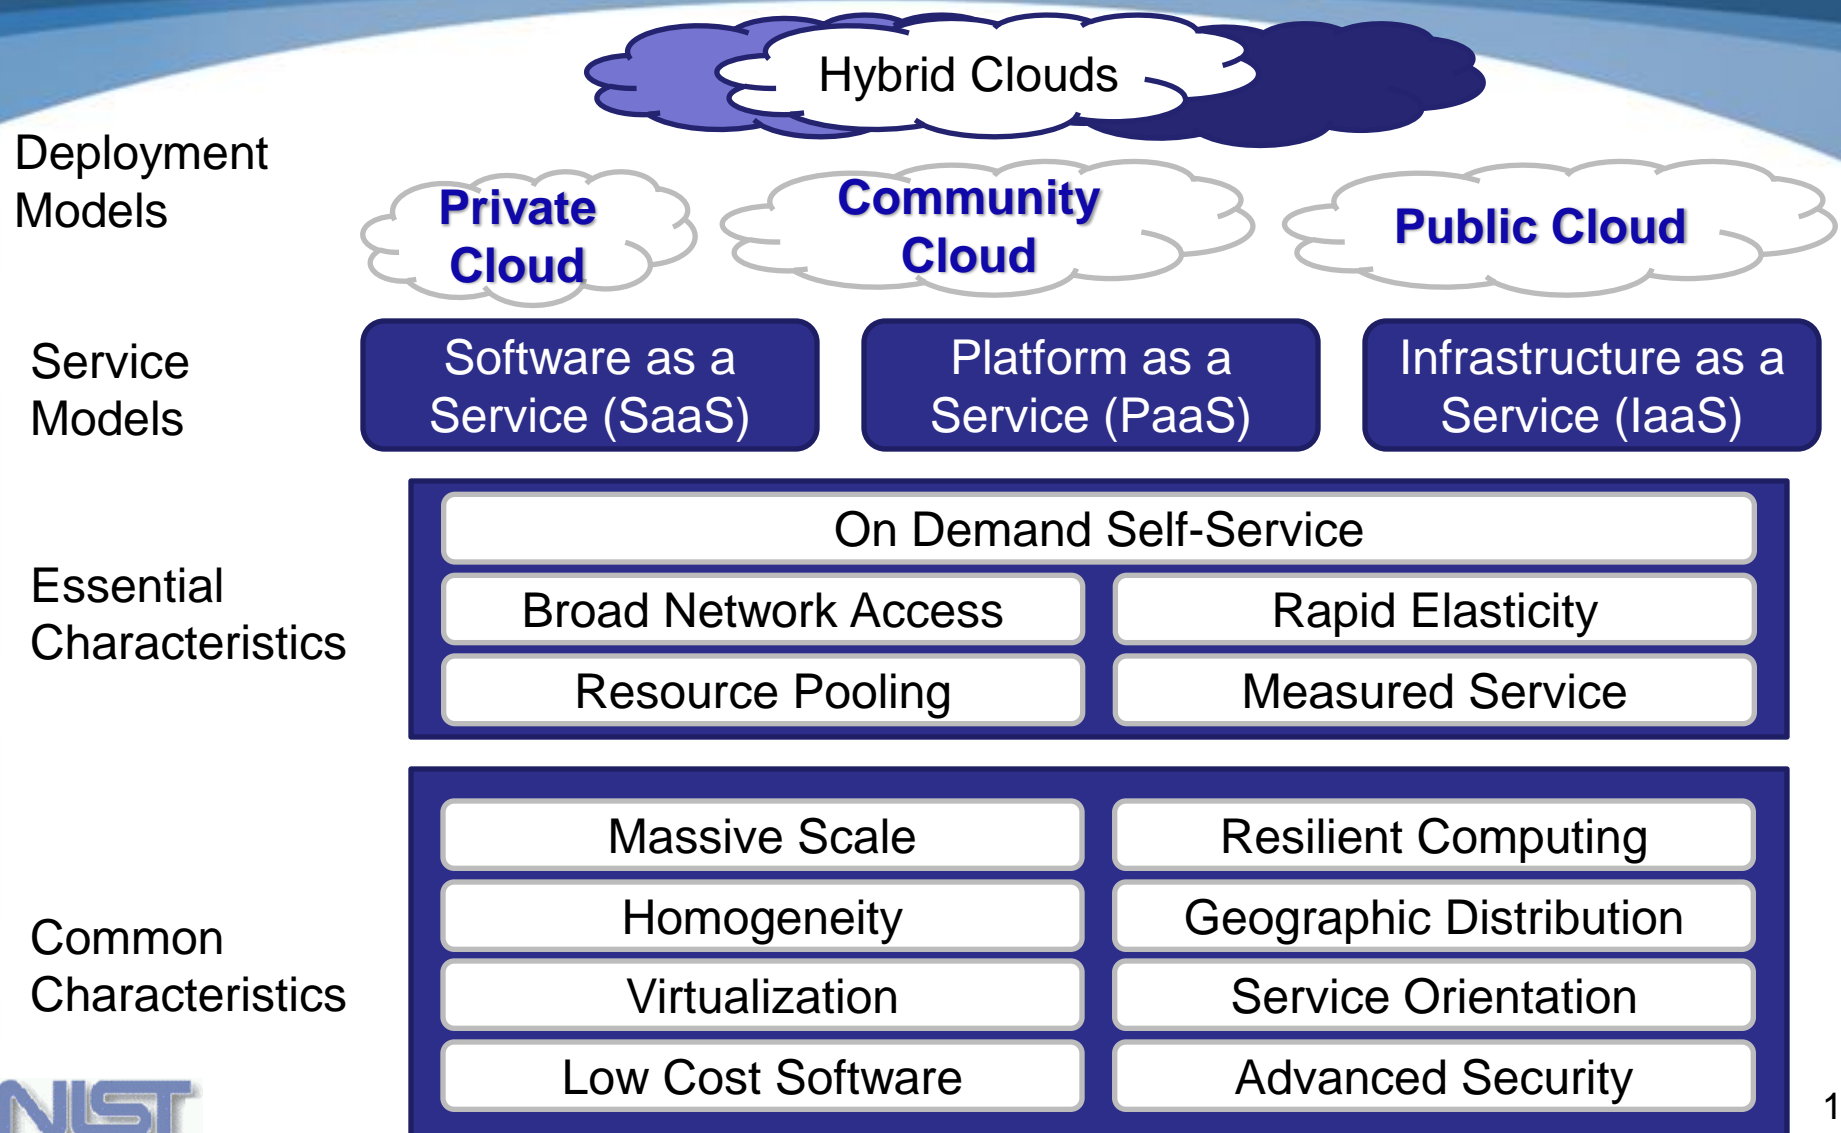 Hybrid Clouds
Deployment
Models
Private
Cloud
Community
Cloud
Public Cloud
Service
Models
Software as a
Service (SaaS)
Platform as a
Service (PaaS)
Infrastructure as a
Service (IaaS)
Essential
Characteristics
On Demand Self-Service
Broad Network Access
Rapid Elasticity
Resource Pooling
Measured Service
Common
Characteristics
Massive Scale
Resilient Computing
Homogeneity
Geographic Distribution
Virtualization
Service Orientation
Low Cost Software
Advanced Security
NIST
1